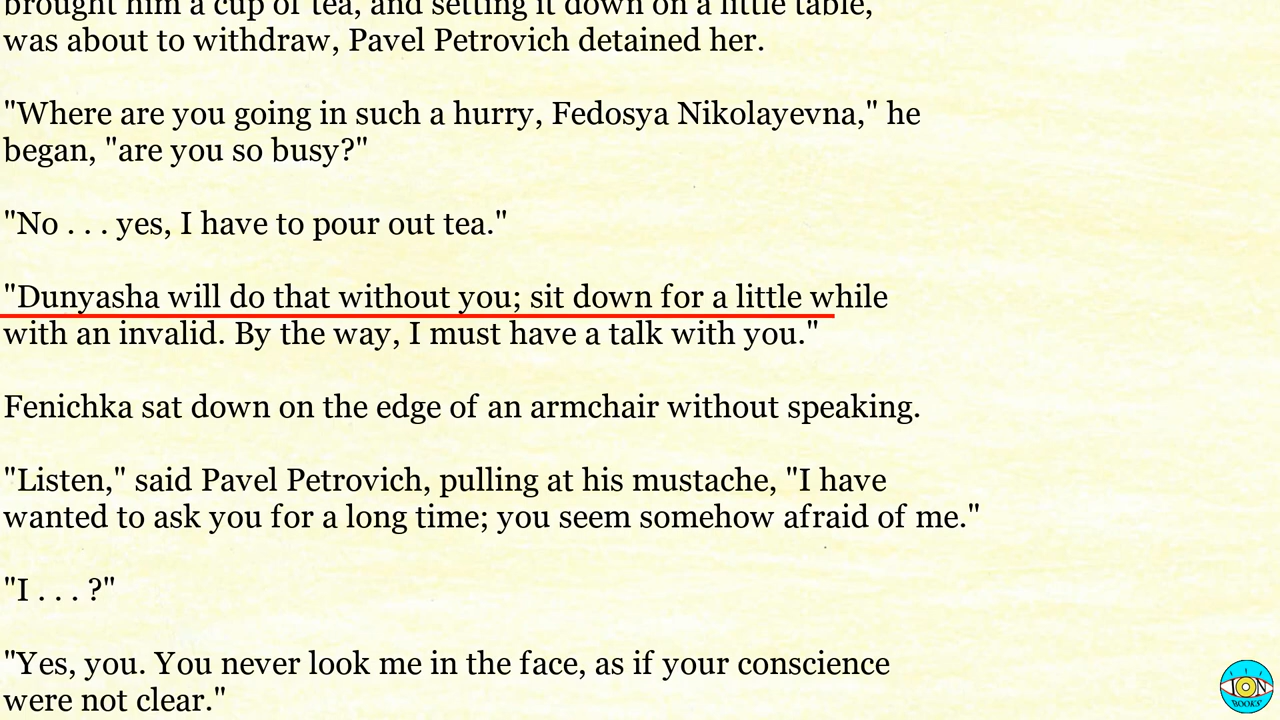 brought him a cup of tea, and setting it down on a little table,
was about to withdraw, Pavel Petrovich detained her.
"Where are you going in such a hurry, Fedosya Nikolayevna," he
began, "are you so busy?"
"No . . . yes, I have to pour out tea."
"Dunyasha will do that without you; sit down for a little while
with an invalid. By the way, I must have a talk with you."
Fenichka sat down on the edge of an armchair without speaking.
"Listen," said Pavel Petrovich, pulling at his mustache, "I have
wanted to ask you for a long time; you seem somehow afraid of me."
"I . . . ?"
"Yes, you. You never look me in the face, as if your conscience
were not clear."
ION
BOOKS